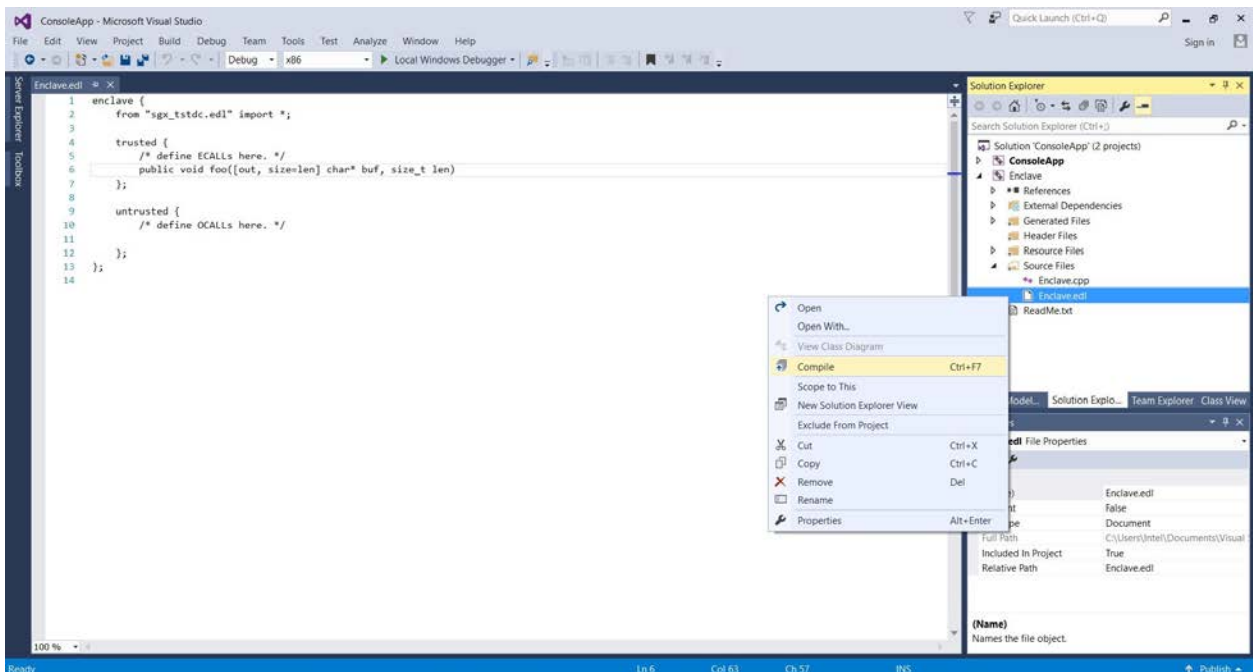 ConsoleApp - Microsoft Visual Studio
Quick Launch (Ctrl+Q)
File Edit View Project Build Debug Team Tools Test Analyze Window Help
Sign in
Debug x86 Local Windows Debugger
Server Explorer
Toolbox
Enclave.edl
1 enclave {
2 from "sgx_tstdc.edl" import *;
3
4 trusted {
5 /* define ECALLs here. */
6 public void foo([out, size=len] char* buf, size_t len)
7 };
8
9 untrusted {
10 /* define OCALLs here. */
11
12 };
13 };
14
100 %
Open
Open With...
View Class Diagram
Compile Ctrl+F7
Scope to This
New Solution Explorer View
Exclude From Project
Cut Ctrl+X
Copy Ctrl+C
Remove Del
Rename
Properties Alt+Enter
Solution Explorer
Search Solution Explorer (Ctrl+;)
Solution 'ConsoleApp' (2 projects)
ConsoleApp
Enclave
References
External Dependencies
Generated Files
Header Files
Resource Files
Source Files
Enclave.cpp
Enclave.edl
ReadMe.txt
Solution Explo... Team Explorer Class View
edl File Properties
Enclave.edl
False
Document
Full Path C:\Users\Intel\Documents\Visual
Included In Project True
Relative Path Enclave.edl
(Name)
Names the file object.
Ready Ln 6 Col 63 Ch 57 INS Publish